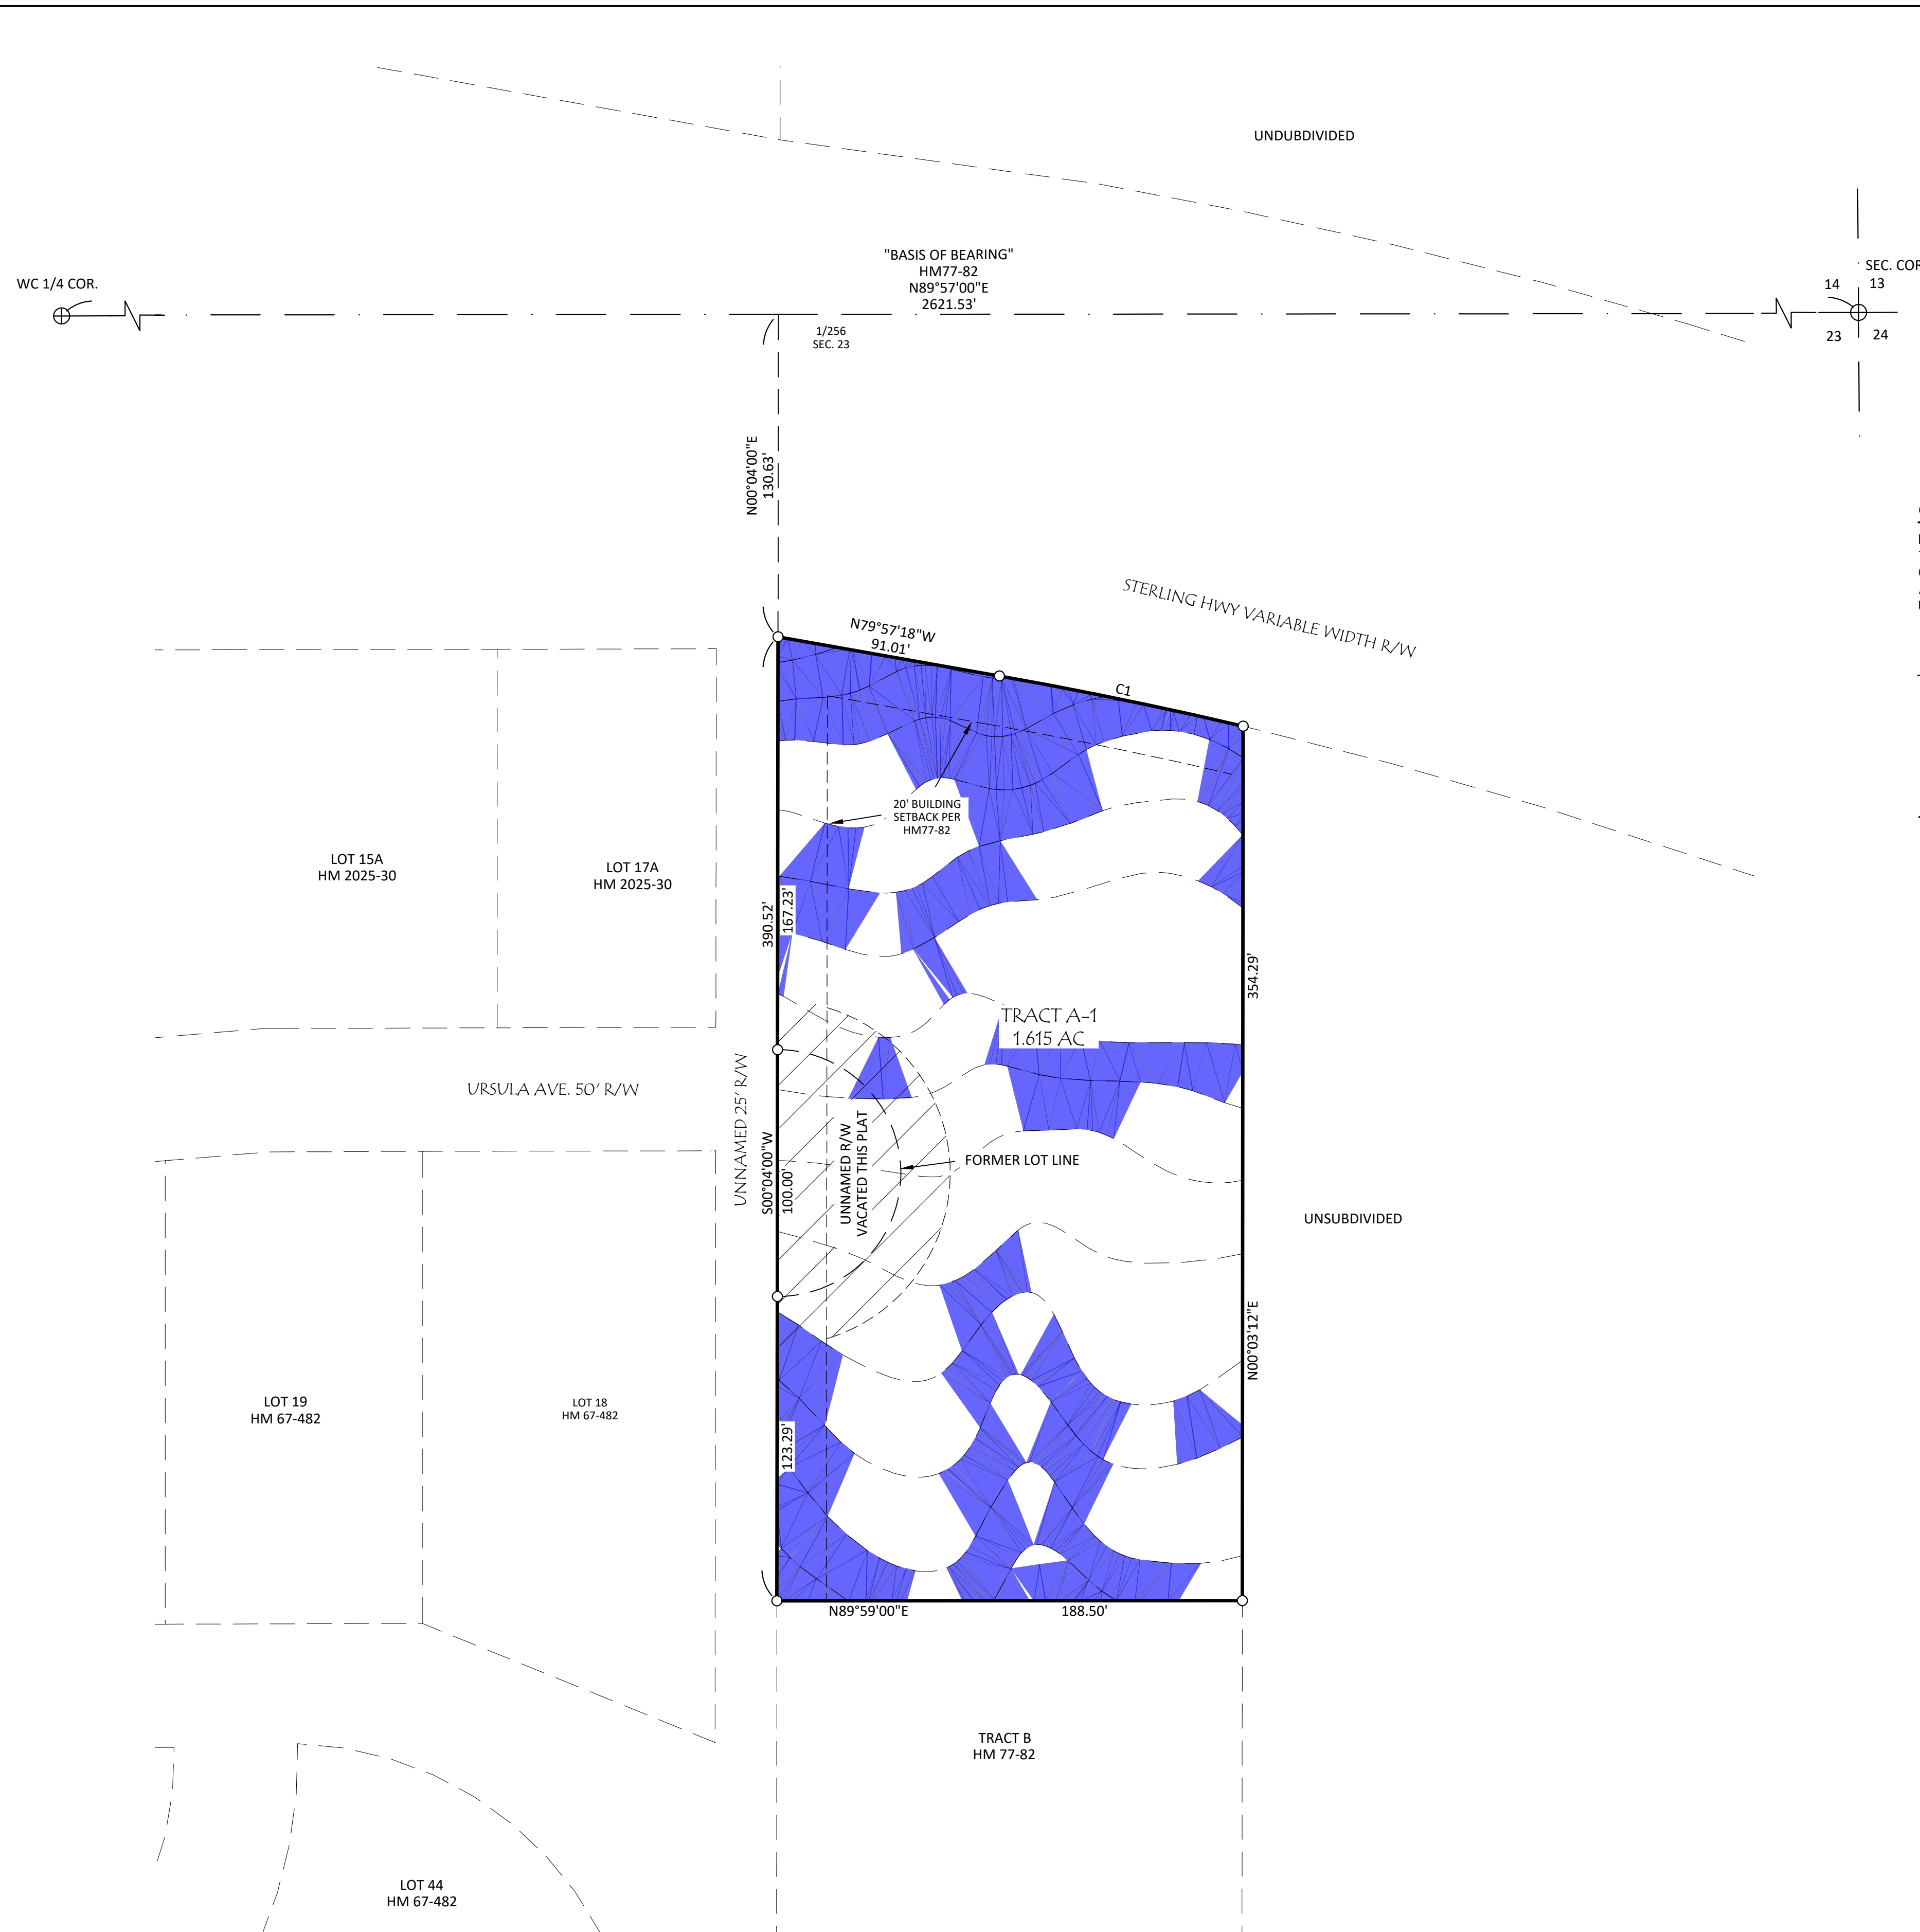 UNDUBDIVIDED
"BASIS OF BEARING"
HM77-82
N89°57'00"E
2621.53'
WC 1/4 COR.
SEC. COR
14
13
23
24
1/256
SEC. 23
N00°04'00"E
130.63'
STERLING HWY VARIABLE WIDTH R/W
N79°57'18"W
91.01'
C1
20' BUILDING
SETBACK PER
HM77-82
LOT 15A
HM 2025-30
LOT 17A
HM 2025-30
390.52'
167.23'
354.29'
TRACT A-1
1.615 AC
URSULA AVE. 50' R/W
UNNAMED 25' R/W
S00°04'00"W
100.00'
UNNAMED R/W
VACATED THIS PLAT
FORMER LOT LINE
UNSUBDIVIDED
N00°03'12"E
LOT 19
HM 67-482
LOT 18
HM 67-482
123.29'
N89°59'00"E
188.50'
TRACT B
HM 77-82
LOT 44
HM 67-482